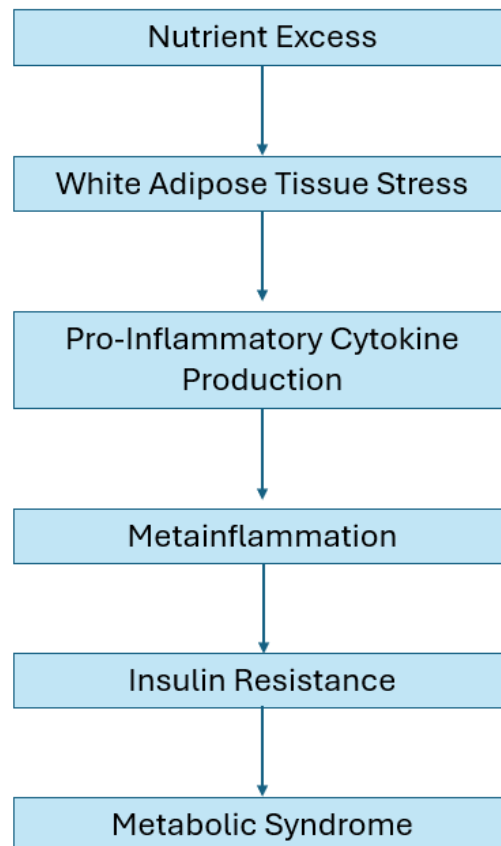 Nutrient Excess
White Adipose Tissue Stress
Pro-Inflammatory Cytokine
Production
Metainflammation
Insulin Resistance
Metabolic Syndrome